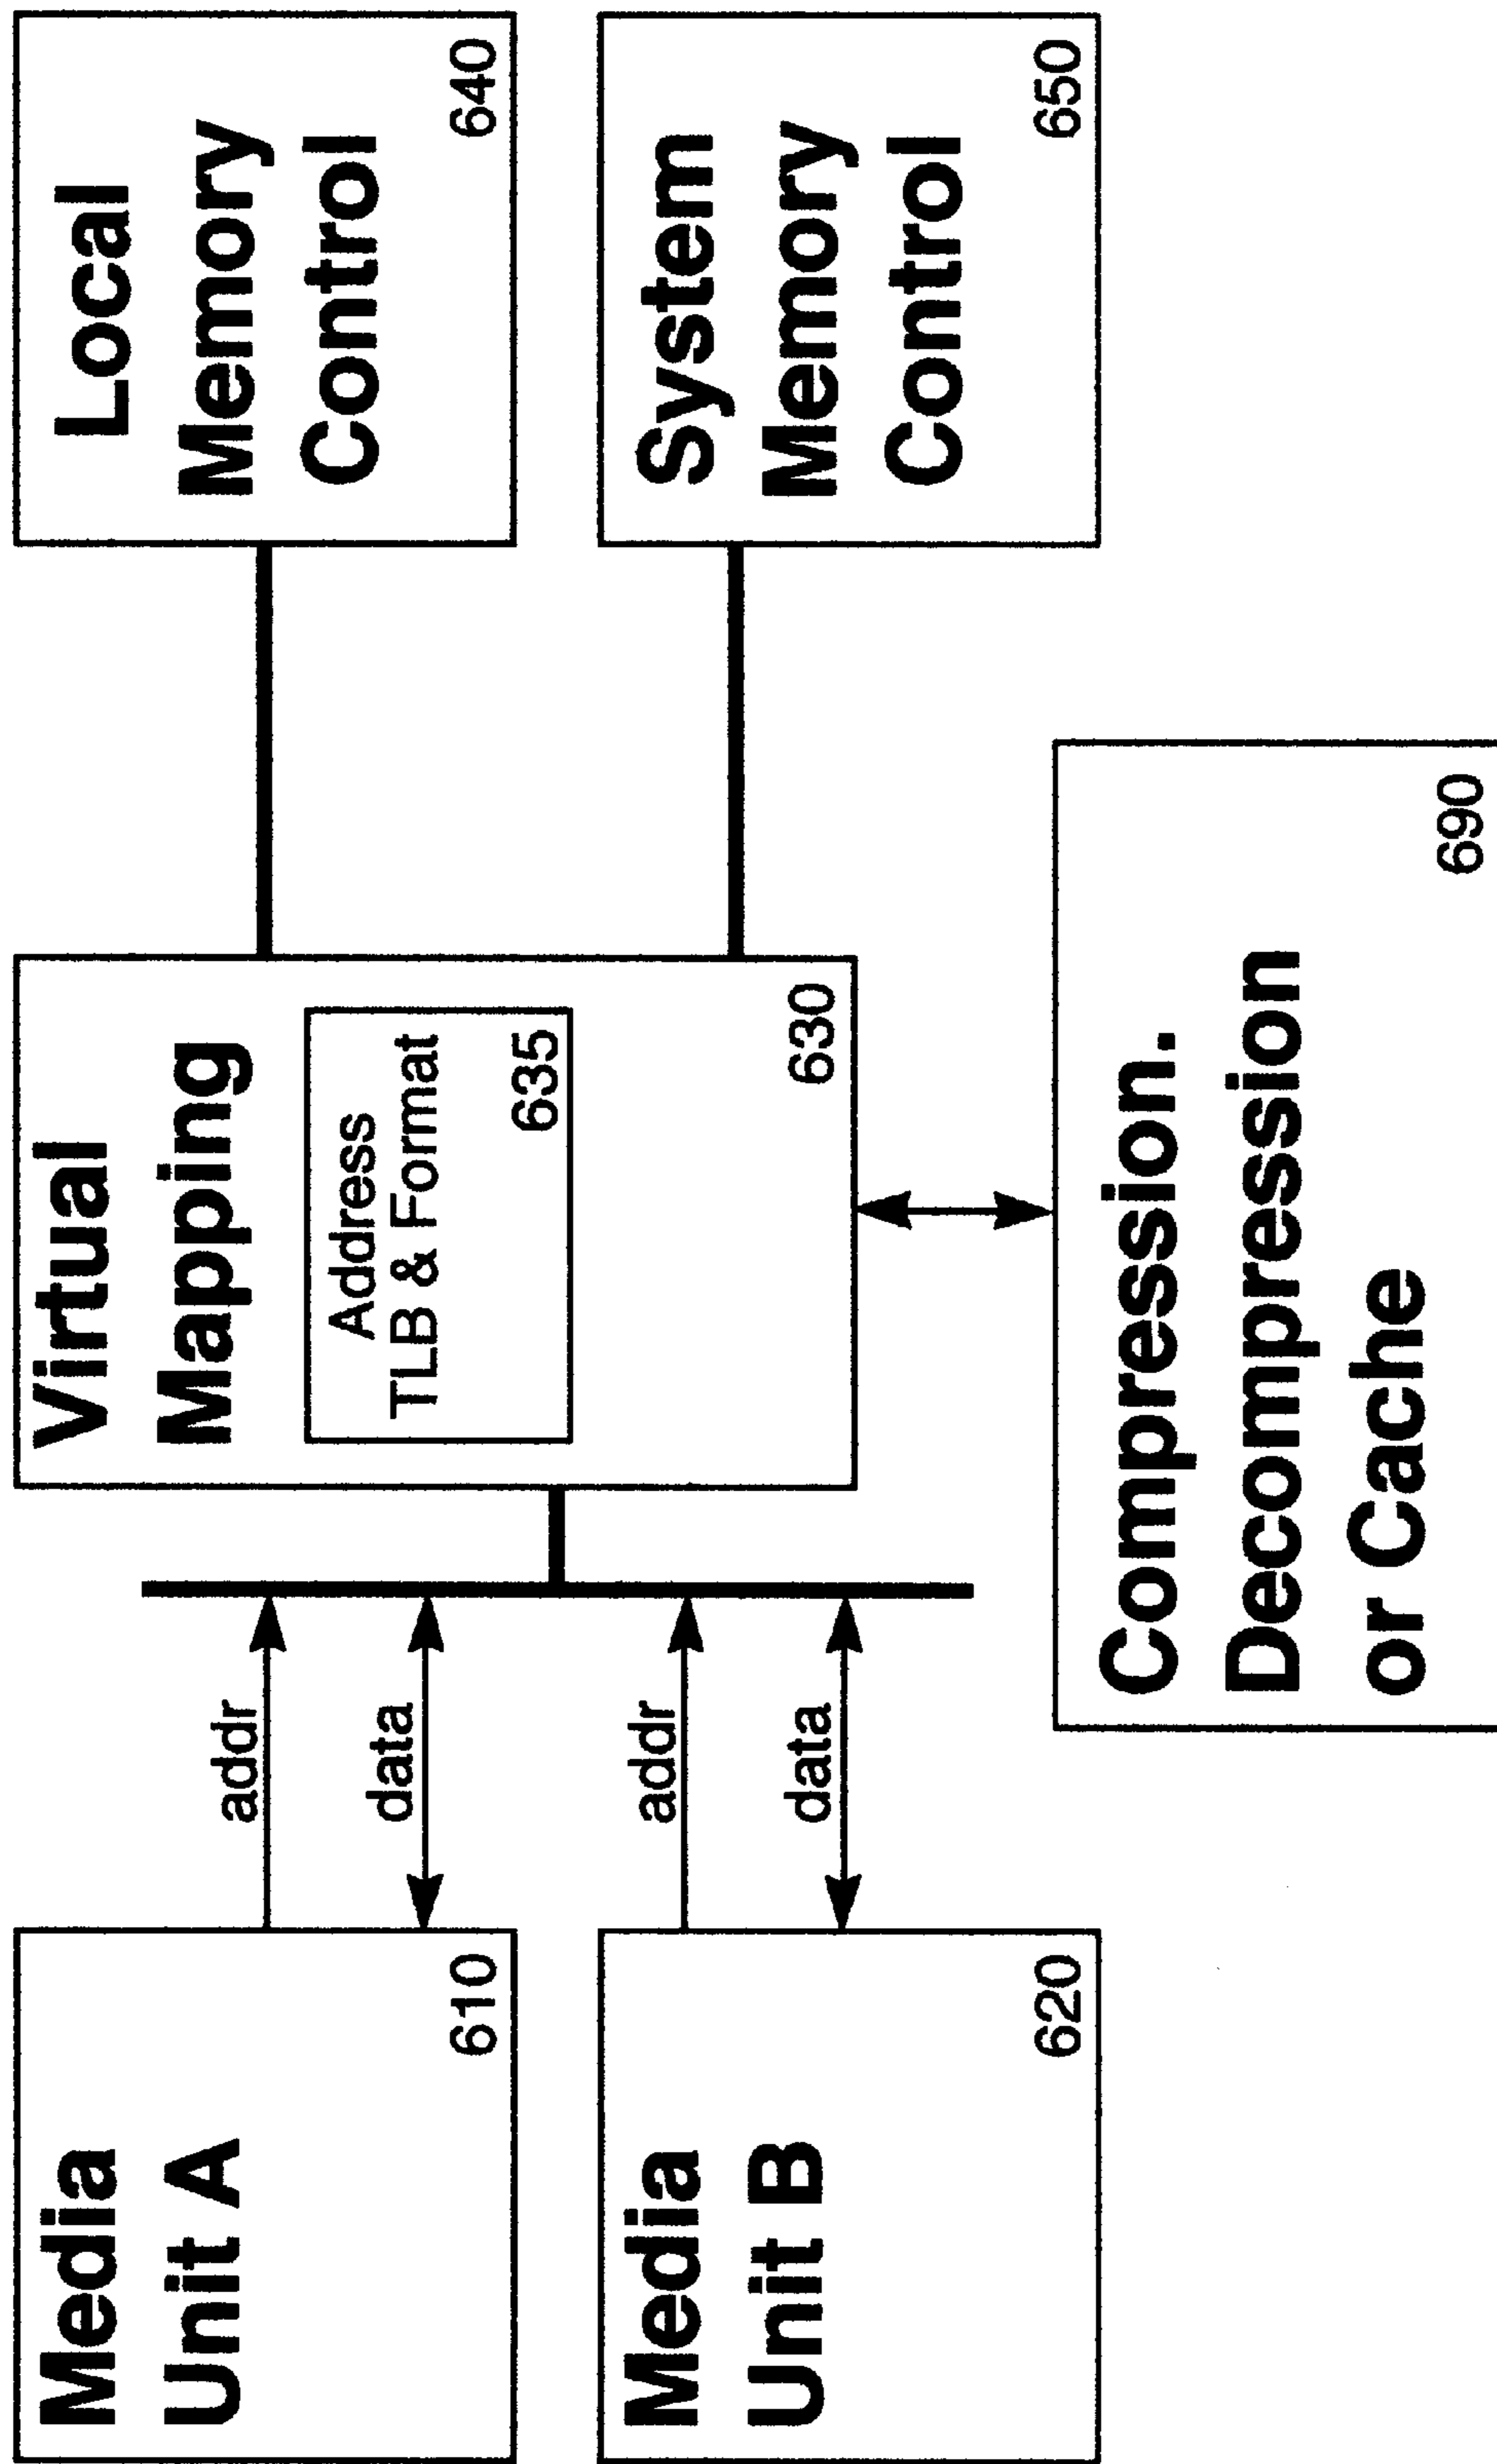 Media
Unit A
610
addr
data
Media
Unit B
620
addr
data
Virtual
Mapping
Address
TLB & Format
635
630
Local
Memory
Control
640
System
Memory
Control
650
Compression.
Decompression
or Cache
690